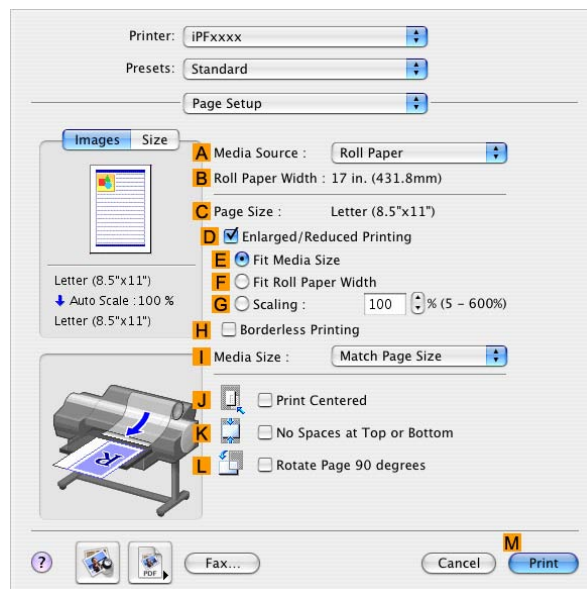 Printer: iPFxxxx
Presets: Standard
Page Setup
Images Size
Letter (8.5"x11")
Auto Scale :100 %
Letter (8.5"x11")
A Media Source : Roll Paper
B Roll Paper Width : 17 in. (431.8mm)
C Page Size : Letter (8.5"x11")
D Enlarged/Reduced Printing
E Fit Media Size
F Fit Roll Paper Width
G Scaling : 100 % (5 - 600%)
H Borderless Printing
I Media Size : Match Page Size
J Print Centered
K No Spaces at Top or Bottom
L Rotate Page 90 degrees
R
M
? PDF Fax... Cancel Print